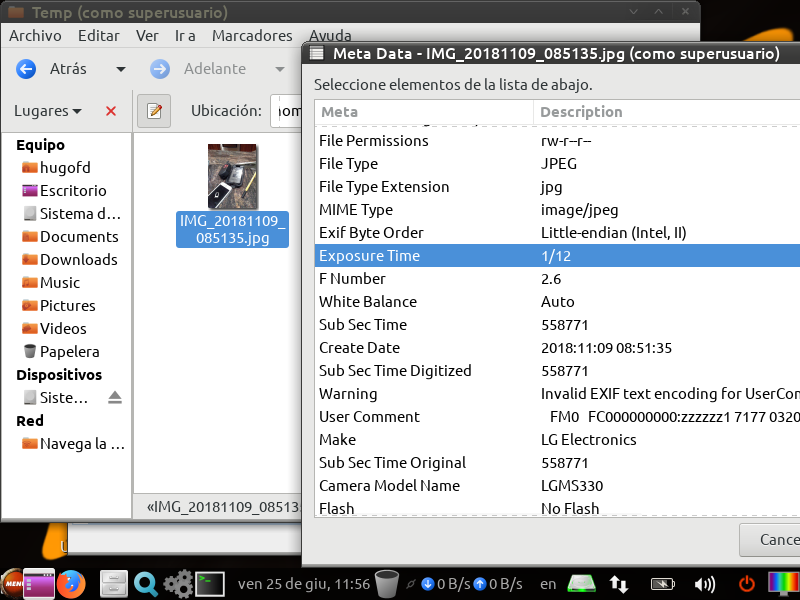 Temp (como superusuario)
Archivo Editar Ver Ir a Marcadores Ayuda
Atrás Adelante
Lugares Ubicación:
Equipo
hugofd
Escritorio
Sistema d...
Documents
Downloads
Music
Pictures
Videos
Papelera
Dispositivos
Siste...
Red
Navega la ...
IMG_20181109_
085135.jpg
«IMG_20181109_08513
Meta Data - IMG_20181109_085135.jpg (como superusuario)
Seleccione elementos de la lista de abajo.
Meta Description
File Permissions rw-r--r--
File Type JPEG
File Type Extension jpg
MIME Type image/jpeg
Exif Byte Order Little-endian (Intel, II)
Exposure Time 1/12
F Number 2.6
White Balance Auto
Sub Sec Time 558771
Create Date 2018:11:09 08:51:35
Sub Sec Time Digitized 558771
Warning Invalid EXIF text encoding for UserCom
User Comment FM0 FC000000000:zzzzzz1 7177 0320
Make LG Electronics
Sub Sec Time Original 558771
Camera Model Name LGMS330
Flash No Flash
Cance
MENU ven 25 de giu, 11:56 0 B/s 0 B/s en